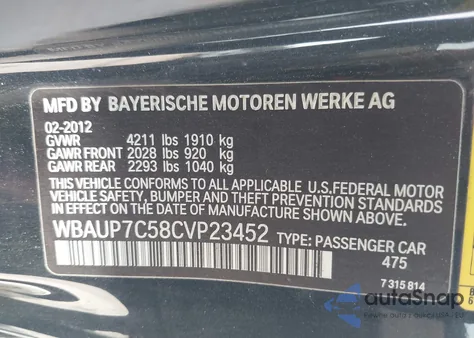 MFD BY BAYERISCHE MOTOREN WERKE AG
02-2012
GVWR 4211 lbs 1910 kg
GAWR FRONT 2028 lbs 920 kg
GAWR REAR 2293 lbs 1040 kg
THIS VEHICLE CONFORMS TO ALL APPLICABLE U.S.FEDERAL MOTOR
VEHICLE SAFETY, BUMPER AND THEFT PREVENTION STANDARDS
IN EFFECT ON THE DATE OF MANUFACTURE SHOWN ABOVE.
WBAUP7C58CVP23452 TYPE: PASSENGER CAR
475
7 315 814
autoSnap